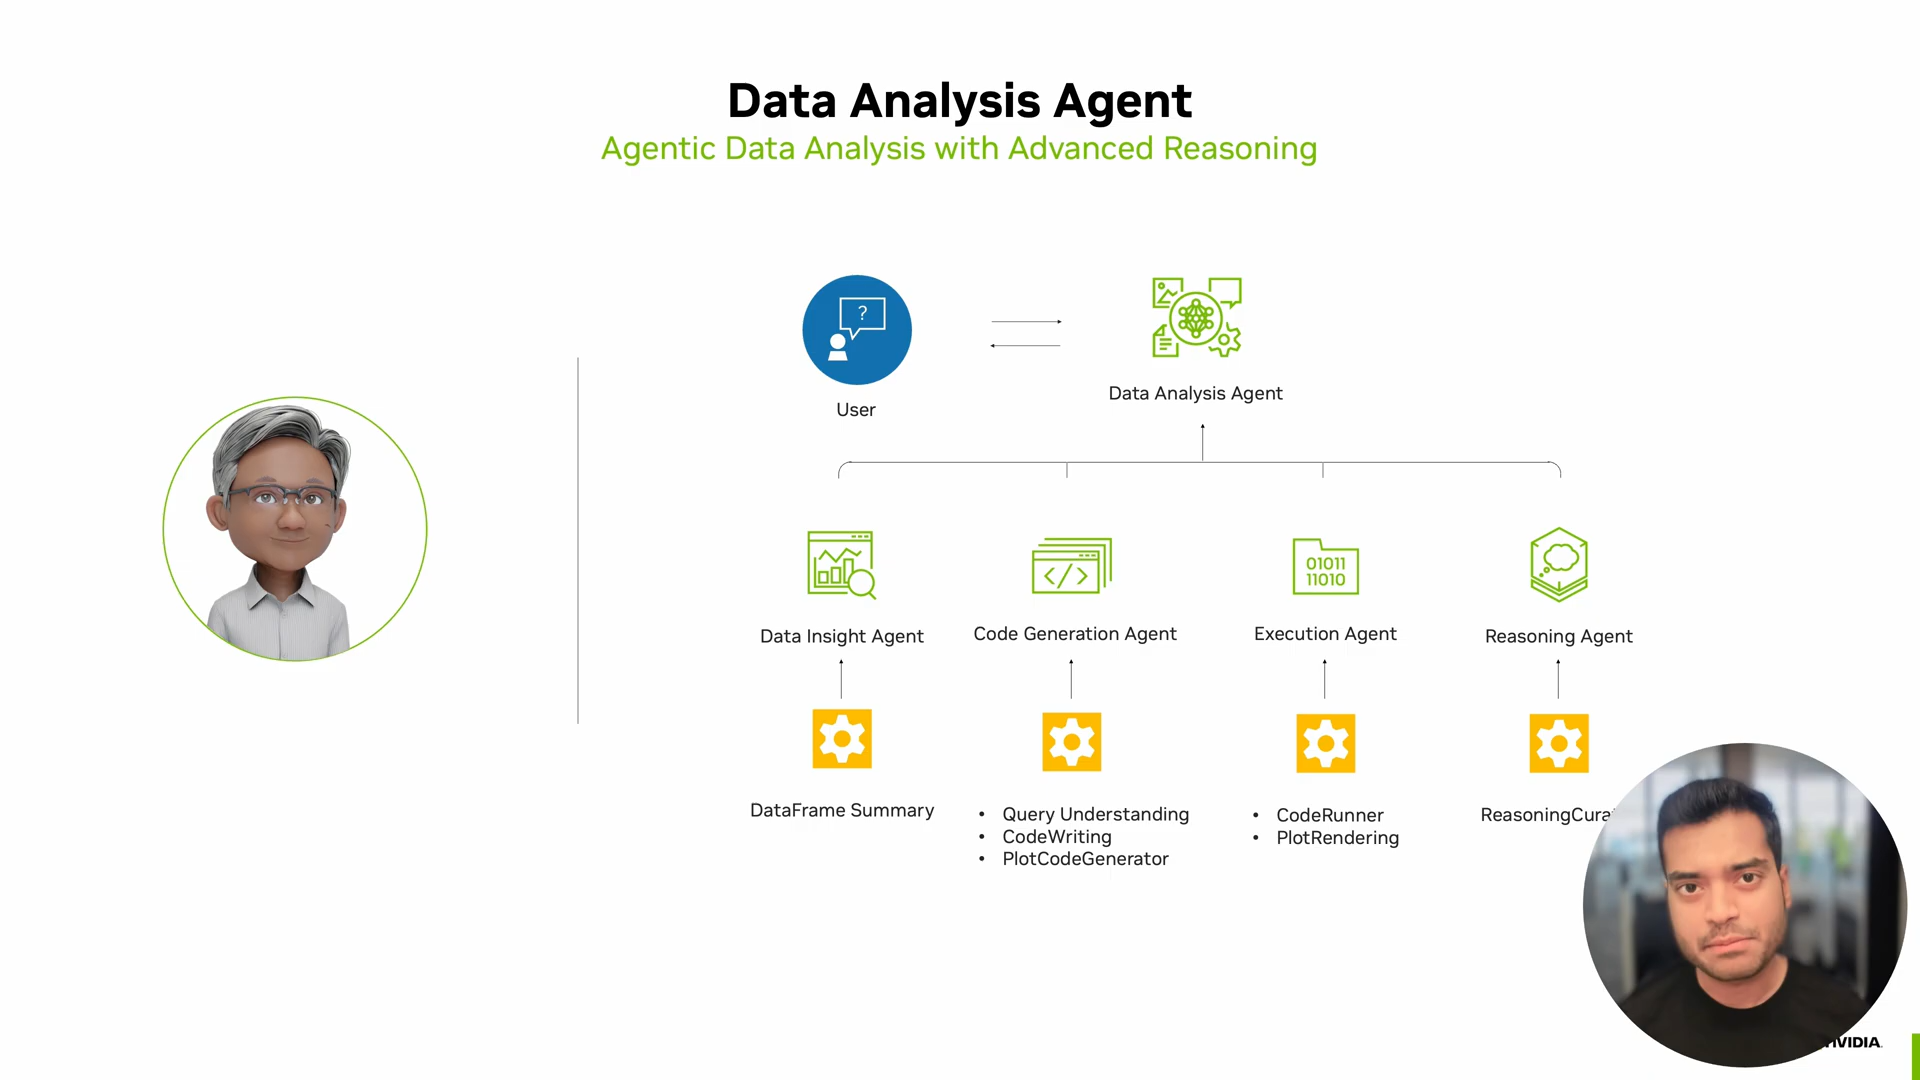 Data Analysis Agent
Agentic Data Analysis with Advanced Reasoning
?
User
Data Analysis Agent
01011
11010
</>
Data Insight Agent
Code Generation Agent
Execution Agent
Reasoning Agent
DataFrame Summary
• Query Understanding
• CodeWriting
• PlotCodeGenerator
• CodeRunner
• PlotRendering
NVIDIA